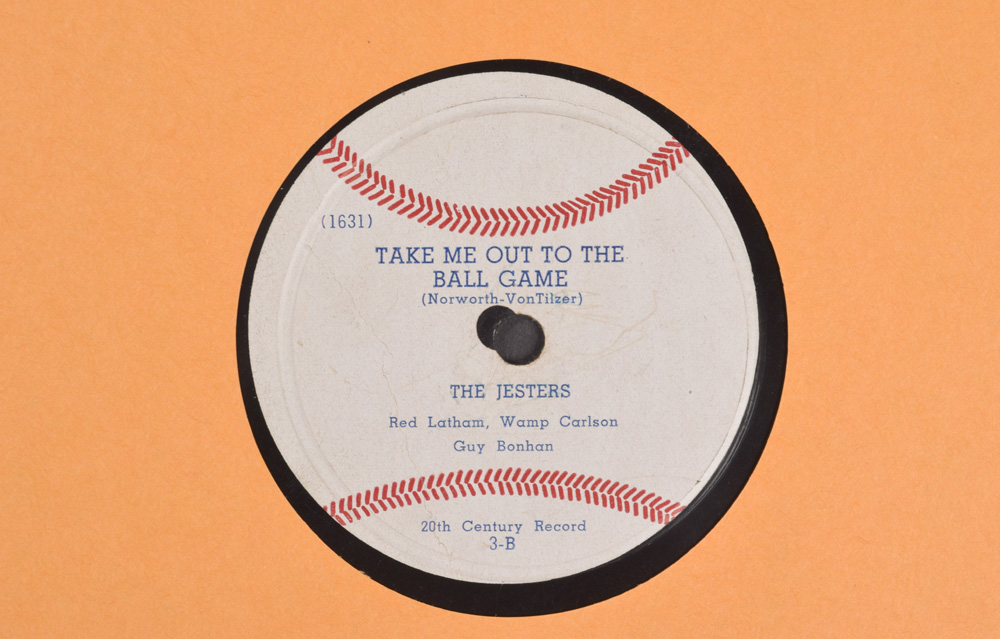 (1631)
TAKE ME OUT TO THE
BALL GAME
(Norworth-VonTilzer)
THE JESTERS
Red Latham, Wamp Carlson
Guy Bonhan
20th Century Record
3-B